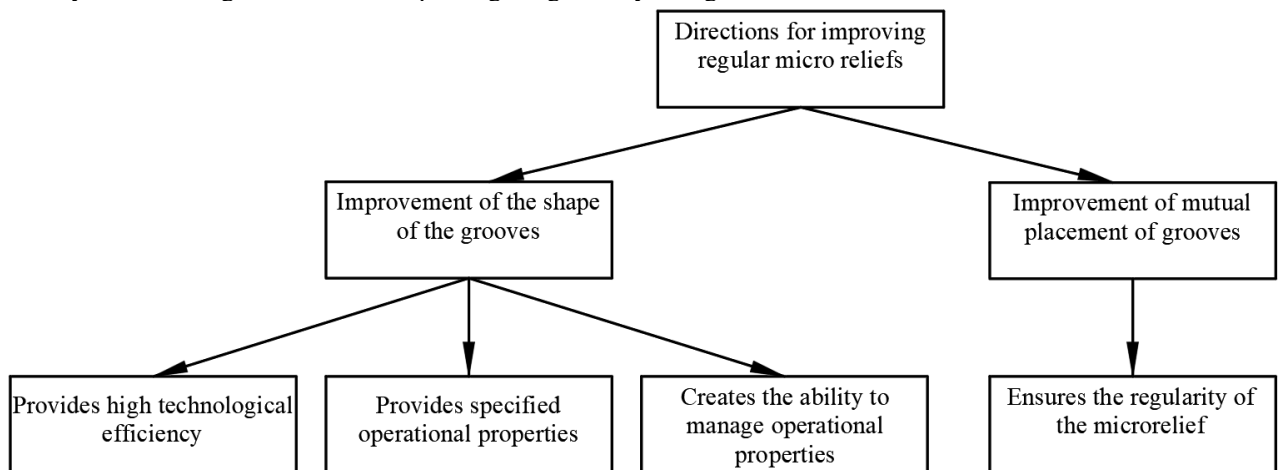 Directions for improving
regular micro reliefs
Improvement of the shape
of the grooves
Improvement of mutual
placement of grooves
Provides high technological
efficiency
Provides specified
operational properties
Creates the ability to
manage operational
properties
Ensures the regularity of
the microrelief